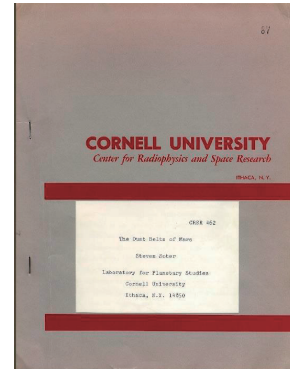 64
CORNELL UNIVERSITY
Center for Radiophysics and Space Research
ITHACA, N. Y.
CRSR 462
The Dust Belts of Mars
Steven Soter
Laboratory for Planetary Studies
Cornell University
Ithaca, N.Y. 14850